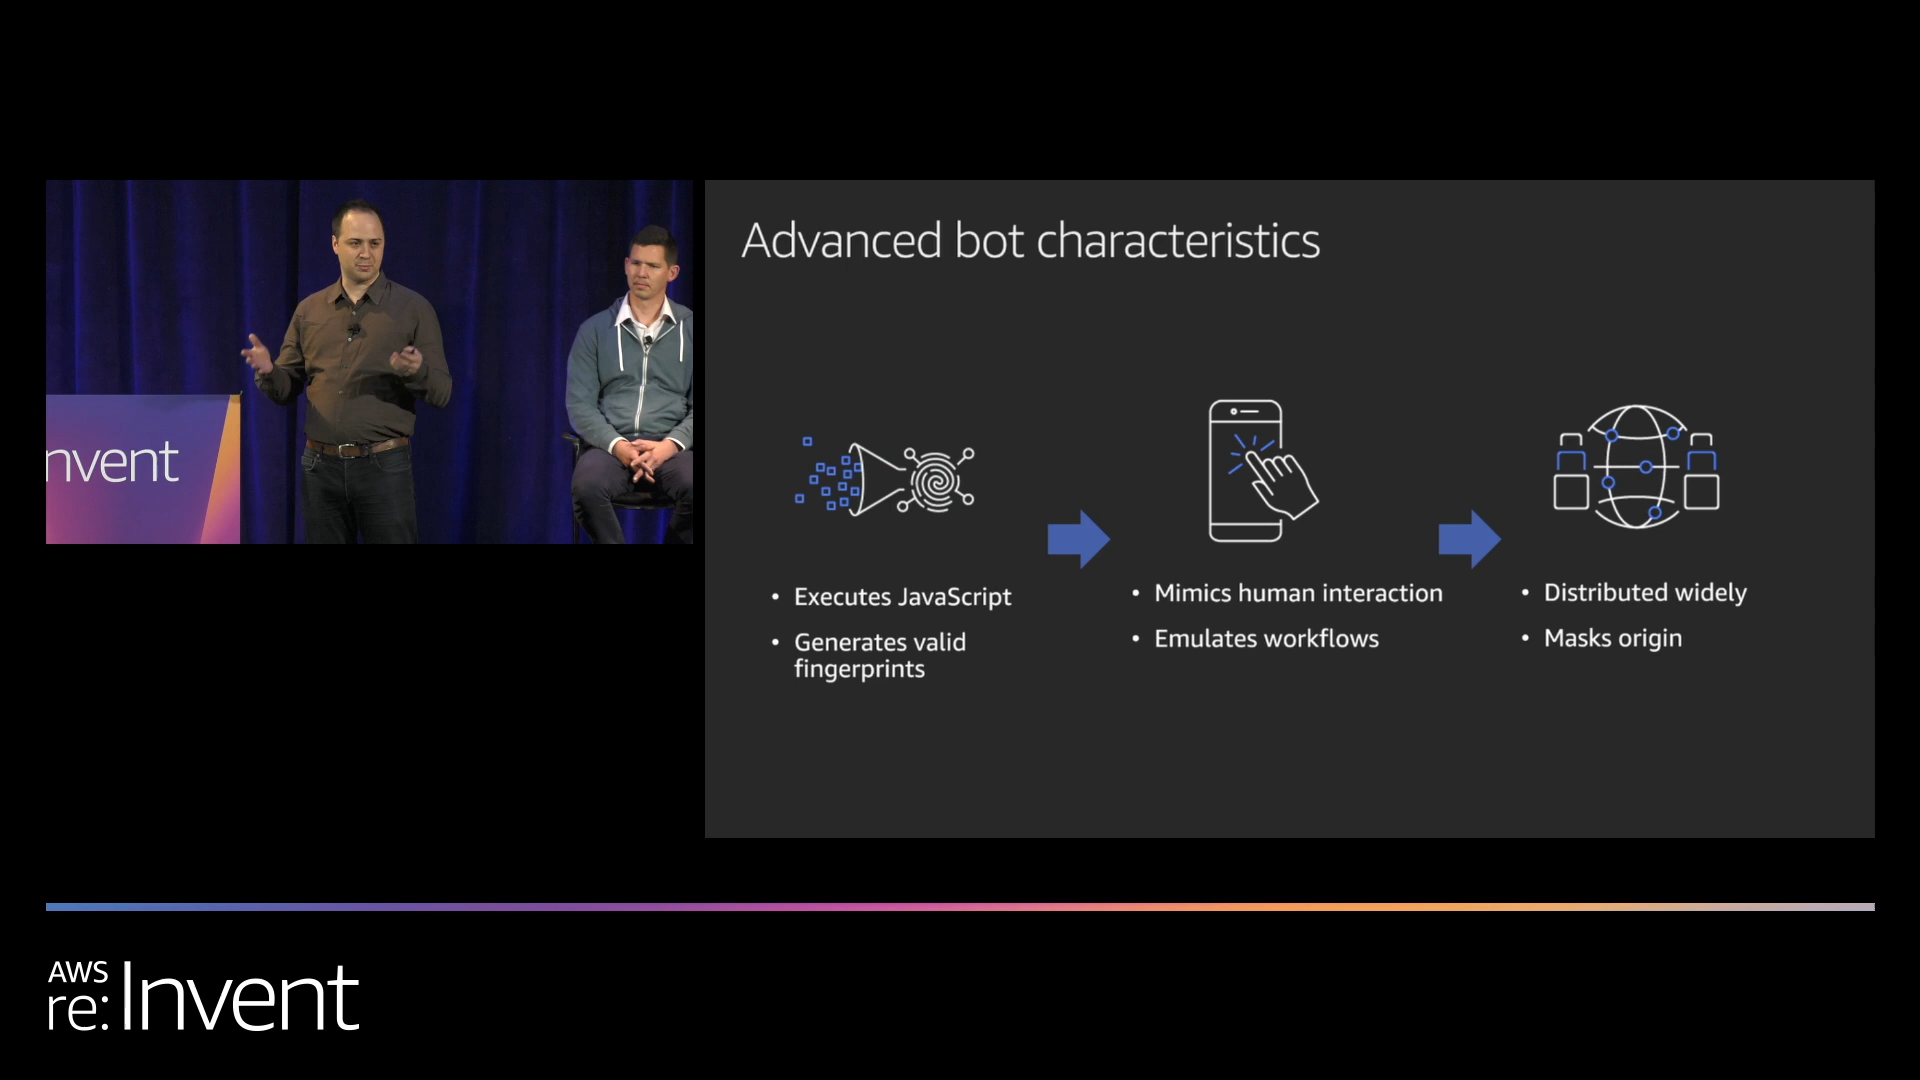 nvent
Advanced bot characteristics
• Executes JavaScript
• Generates valid
fingerprints
• Mimics human interaction
• Emulates workflows
• Distributed widely
• Masks origin
AWS
re:Invent